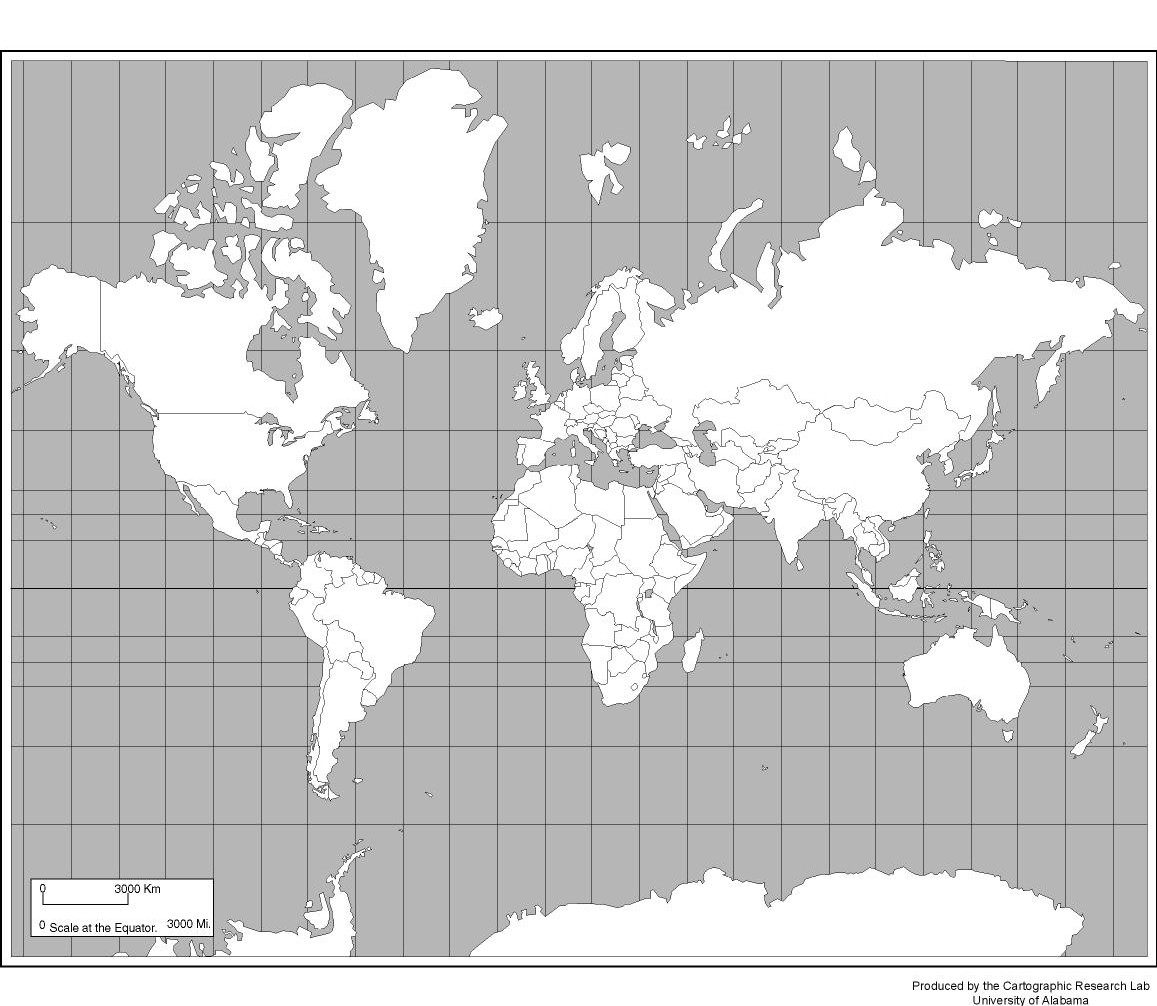 0 3000 Km
0 Scale at the Equator. 3000 Mi.
Produced by the Cartographic Research Lab
University of Alabama